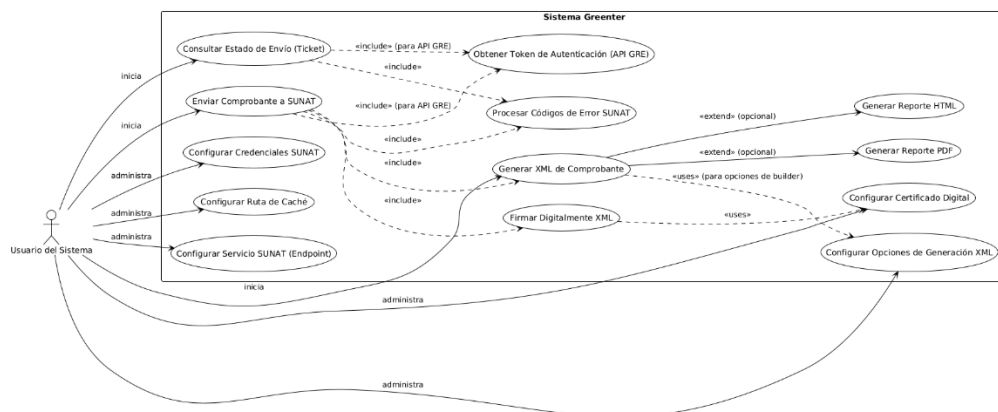 Sistema Greenter
Consultar Estado de Envío (Ticket)
«include» (para API GRE)
Obtener Token de Autenticación (API GRE)
inicia
«include»
Enviar Comprobante a SUNAT
«include» (para API GRE)
Procesar Códigos de Error SUNAT
Generar Reporte HTML
inicia
«include»
«extend» (opcional)
Configurar Credenciales SUNAT
«include»
Generar XML de Comprobante
«extend» (opcional)
Generar Reporte PDF
administra
«uses» (para opciones de builder)
Configurar Ruta de Caché
«include»
Firmar Digitalmente XML
«uses»
Configurar Certificado Digital
administra
Usuario del Sistema
administra
Configurar Servicio SUNAT (Endpoint)
Configurar Opciones de Generación XML
inicia
administra
administra